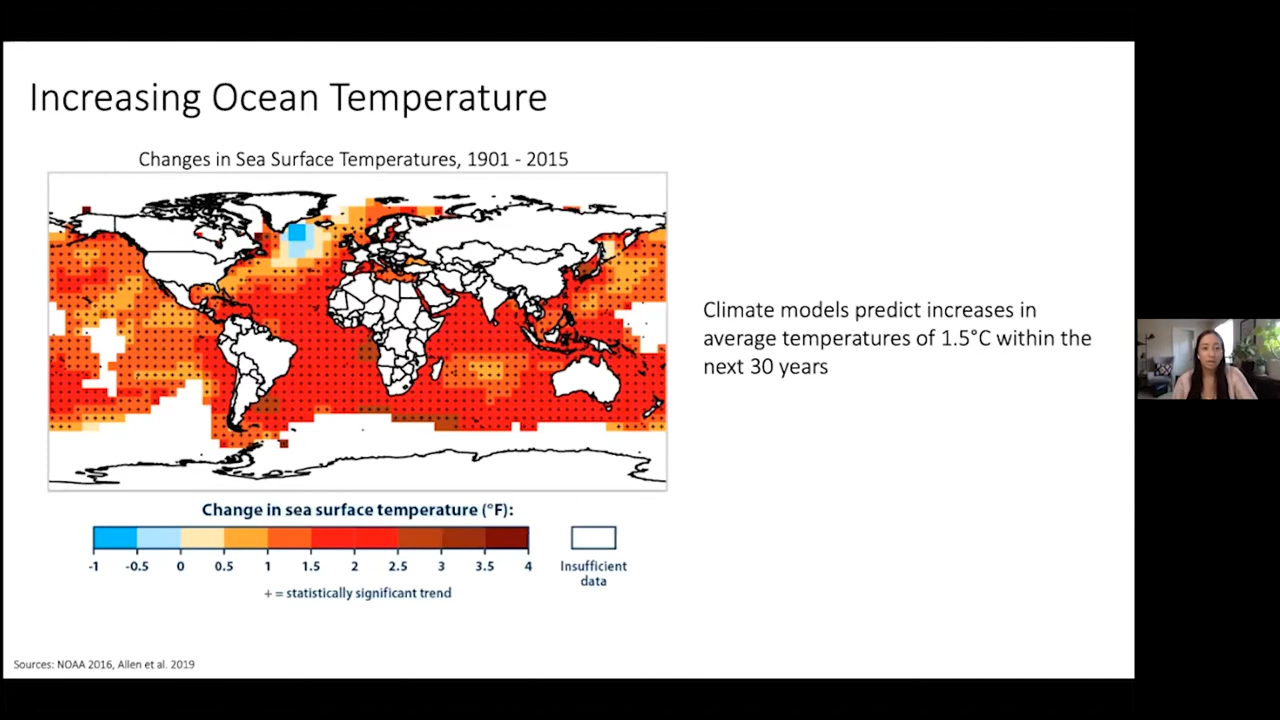 Increasing Ocean Temperature
Changes in Sea Surface Temperatures, 1901 - 2015
Climate models predict increases in
average temperatures of 1.5°C within the
next 30 years
Change in sea surface temperature (°F):
-1 -0.5 0 0.5 1 1.5 2 2.5 3 3.5 4
Insufficient
data
+ = statistically significant trend
Sources: NOAA 2016, Allen et al. 2019